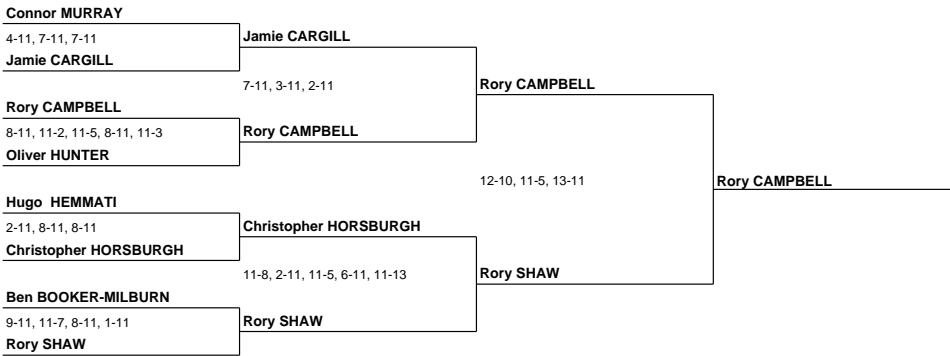 Connor MURRAY
4-11, 7-11, 7-11
Jamie CARGILL
Jamie CARGILL
7-11, 3-11, 2-11
Rory CAMPBELL
Rory CAMPBELL
8-11, 11-2, 11-5, 8-11, 11-3
Rory CAMPBELL
Oliver HUNTER
12-10, 11-5, 13-11
Rory CAMPBELL
Hugo HEMMATI
2-11, 8-11, 8-11
Christopher HORSBURGH
Christopher HORSBURGH
11-8, 2-11, 11-5, 6-11, 11-13
Rory SHAW
Ben BOOKER-MILBURN
9-11, 11-7, 8-11, 1-11
Rory SHAW
Rory SHAW